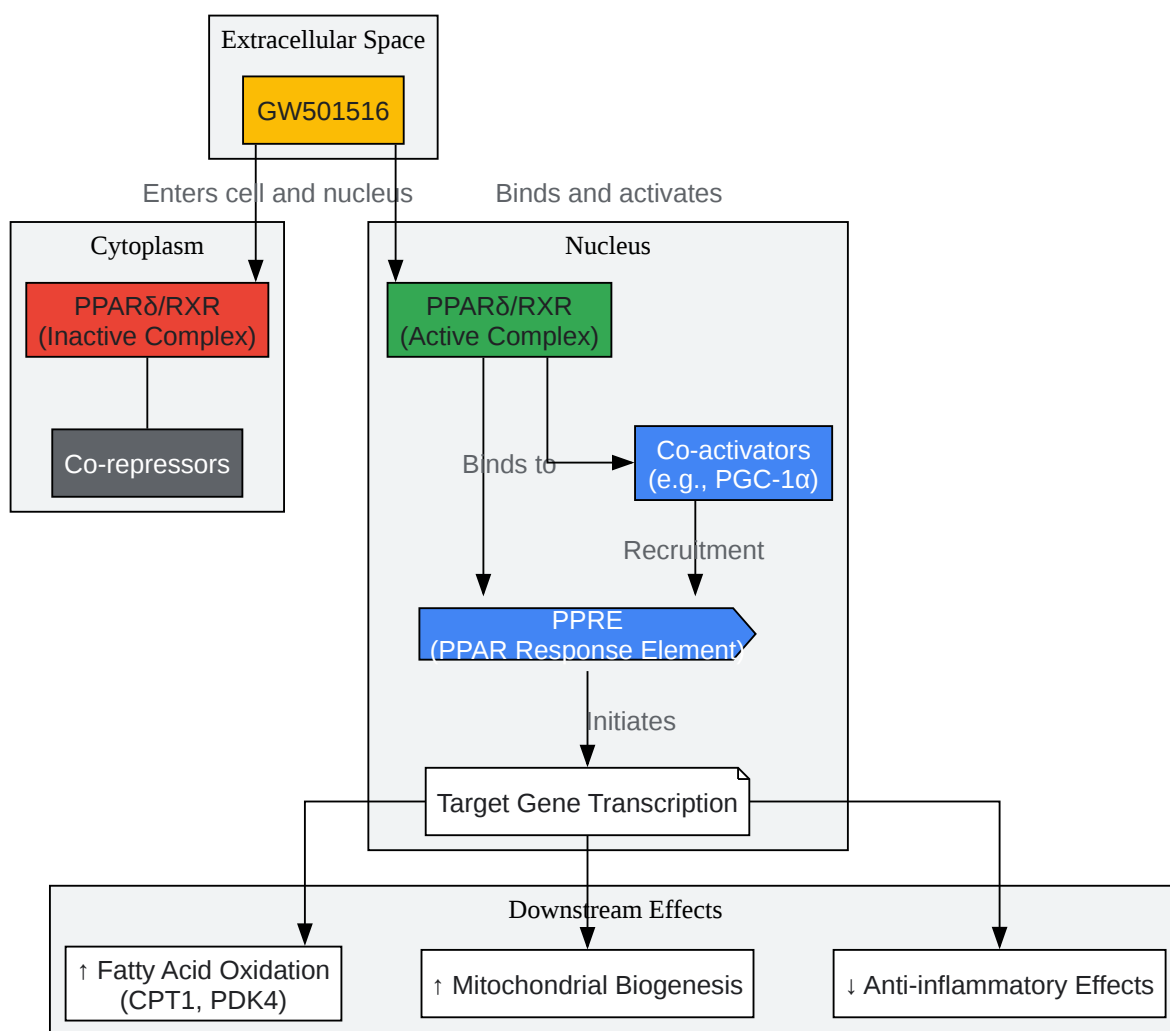 Extracellular Space
GW501516
Enters cell and nucleus
Binds and activates
Cytoplasm
PPARδ/RXR
(Inactive Complex)
Co-repressors
Nucleus
PPARδ/RXR
(Active Complex)
Binds to
Co-activators
(e.g., PGC-1α)
Recruitment
PPRE
(PPAR Response Element)
Initiates
Target Gene Transcription
Downstream Effects
↑ Fatty Acid Oxidation
(CPT1, PDK4)
↑ Mitochondrial Biogenesis
↓ Anti-inflammatory Effects